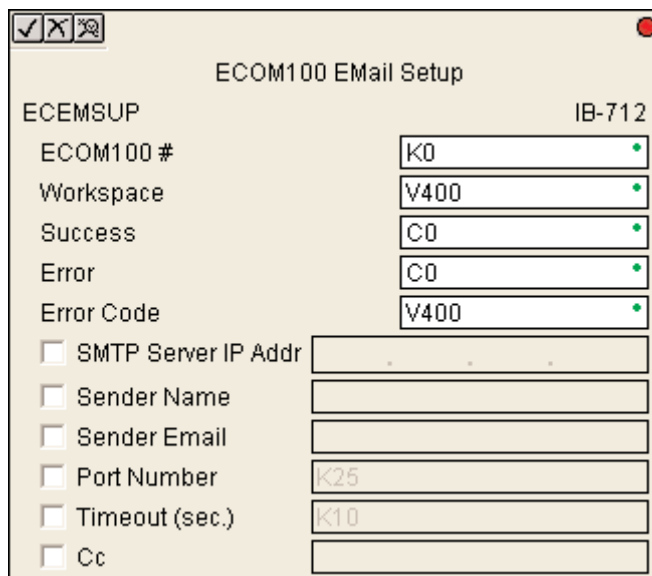 ECOM100 EMail Setup
ECEMSUP IB-712
ECOM100 # K0
Workspace V400
Success C0
Error C0
Error Code V400
SMTP Server IP Addr . . .
Sender Name
Sender Email
Port Number K25
Timeout (sec.) K10
Cc